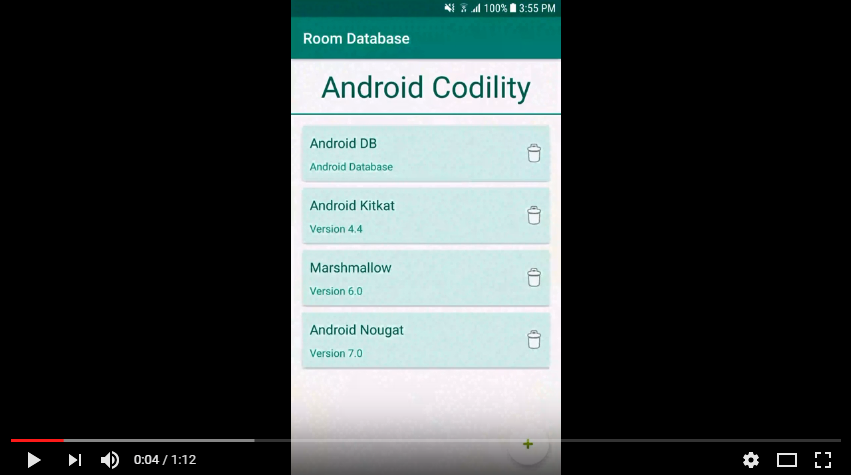 100% 3:55 PM
Room Database
Android Codility
Android DB
Android Database
Android Kitkat
Version 4.4
Marshmallow
Version 6.0
Android Nougat
Version 7.0
+
0:04 / 1:12